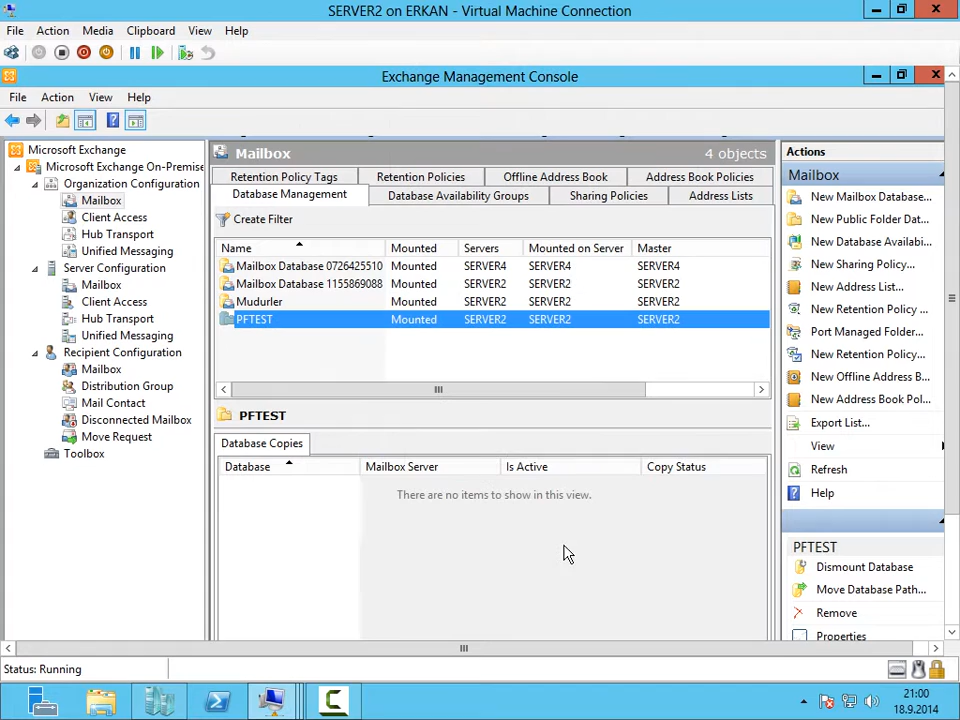 SERVER2 on ERKAN - Virtual Machine Connection
File Action Media Clipboard View Help
Exchange Management Console
File Action View Help
Microsoft Exchange
Microsoft Exchange On-Premise
Organization Configuration
Mailbox
Client Access
Hub Transport
Unified Messaging
Server Configuration
Mailbox
Client Access
Hub Transport
Unified Messaging
Recipient Configuration
Mailbox
Distribution Group
Mail Contact
Disconnected Mailbox
Move Request
Toolbox
Mailbox 4 objects
Retention Policy Tags Retention Policies Offline Address Book Address Book Policies
Database Management Database Availability Groups Sharing Policies Address Lists
Create Filter
Name Mounted Servers Mounted on Server Master
Mailbox Database 0726425510 Mounted SERVER4 SERVER4 SERVER4
Mailbox Database 1155869088 Mounted SERVER2 SERVER2 SERVER2
Mudurler Mounted SERVER2 SERVER2 SERVER2
PFTEST Mounted SERVER2 SERVER2 SERVER2
PFTEST
Database Copies
Database Mailbox Server Is Active Copy Status
There are no items to show in this view.
Actions
Mailbox
New Mailbox Database...
New Public Folder Dat...
New Database Availabi...
New Sharing Policy...
New Address List...
New Retention Policy ...
Port Managed Folder...
New Retention Policy...
New Offline Address B...
New Address Book Pol...
Export List...
View
Refresh
Help
PFTEST
Dismount Database
Move Database Path...
Remove
Properties
Status: Running
21:00
18.9.2014